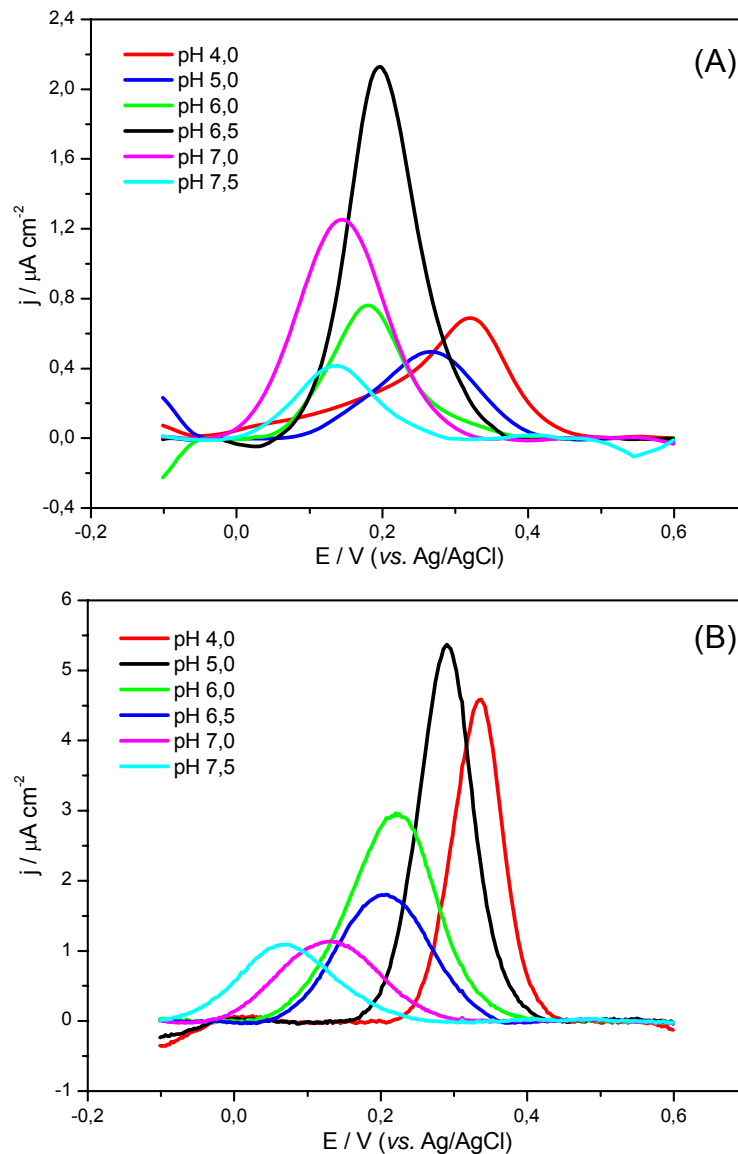 2,4
(A)
pH 4,0
pH 5,0
2,0
pH 6,0
pH 6,5
pH 7,0
1,6
pH 7,5
j / µA cm⁻²
1,2
0,8
0,4
0,0
-0,4
-0,2 0,0 0,2 0,4 0,6
E / V (vs. Ag/AgCl)
6
(B)
pH 4,0
pH 5,0
5
pH 6,0
pH 6,5
pH 7,0
4
pH 7,5
j / µA cm⁻²
3
2
1
0
-1
-0,2 0,0 0,2 0,4 0,6
E / V (vs. Ag/AgCl)